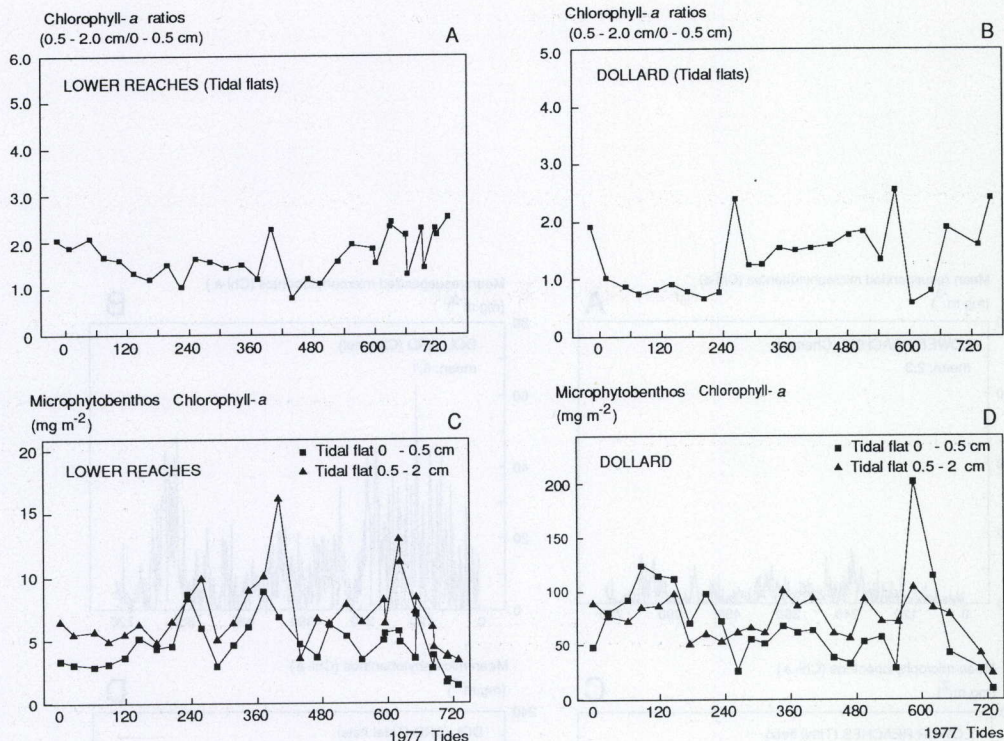 Chlorophyll- a ratios
(0.5 - 2.0 cm/0 - 0.5 cm)
A
6.0
5.0
4.0
3.0
2.0
1.0
0
LOWER REACHES (Tidal flats)
0 120 240 360 480 600 720
Chlorophyll- a ratios
(0.5 - 2.0 cm/0 - 0.5 cm)
B
5.0
4.0
3.0
2.0
1.0
0
DOLLARD (Tidal flats)
0 120 240 360 480 600 720
Microphytobenthos Chlorophyll- a
(mg m-2)
C
20
15
10
5
0
LOWER REACHES
Tidal flat 0 - 0.5 cm
Tidal flat 0.5 - 2 cm
0 120 240 360 480 600 720
1977 Tides
Microphytobenthos Chlorophyll- a
(mg m-2)
D
200
150
100
50
0
DOLLARD
Tidal flat 0 - 0.5 cm
Tidal flat 0.5 - 2 cm
0 120 240 360 480 600 720
1977 Tides